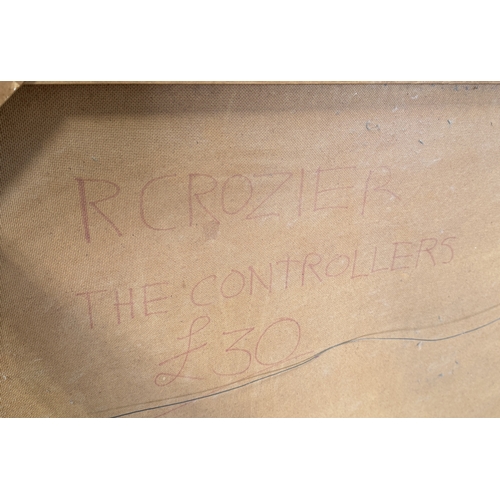 R CROZIER
THE CONTROLLERS
£30